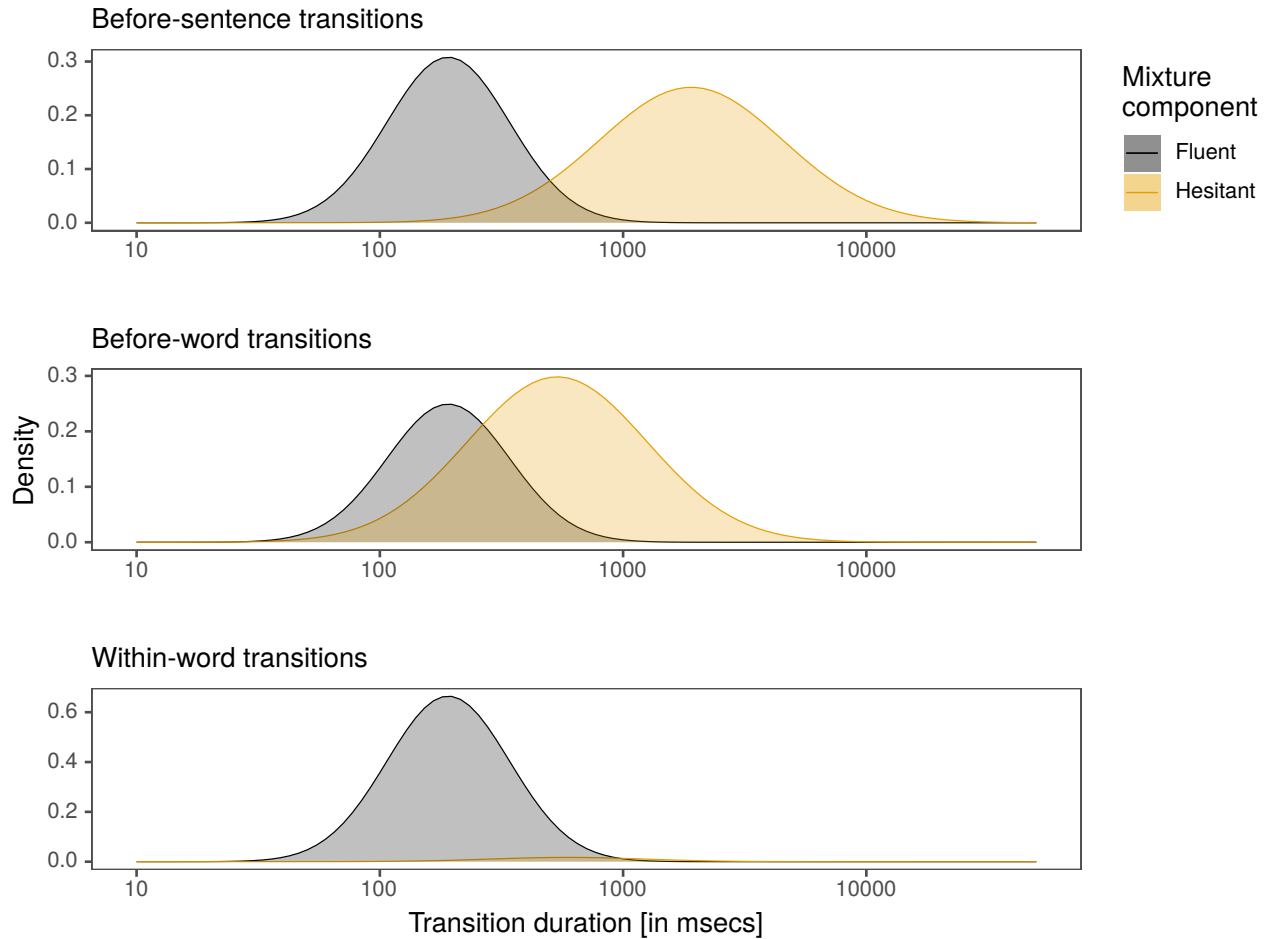 Before-sentence transitions
0.3
0.2
0.1
0.0
10 100 1000 10000
Mixture
component
Fluent
Hesitant
Before-word transitions
Density
0.3
0.2
0.1
0.0
10 100 1000 10000
Within-word transitions
0.6
0.4
0.2
0.0
10 100 1000 10000
Transition duration [in msecs]